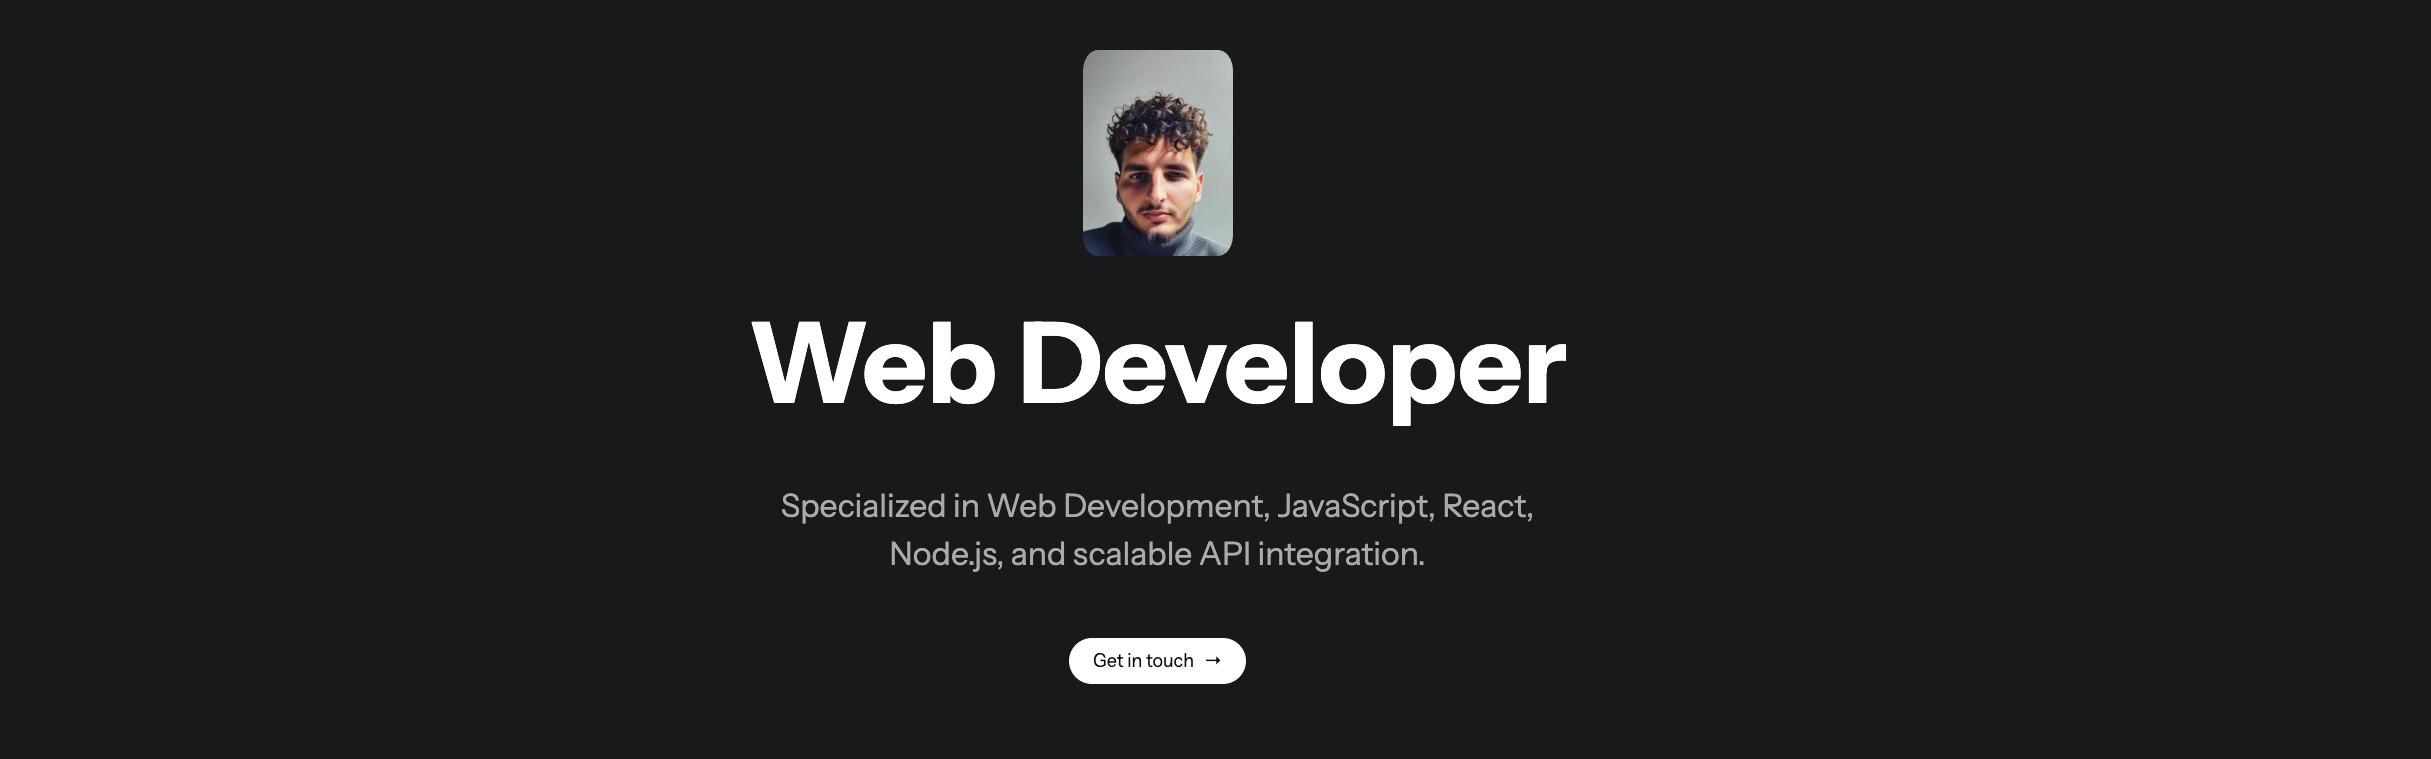 Web Developer
Specialized in Web Development, JavaScript, React,
Node.js, and scalable API integration.
Get in touch →